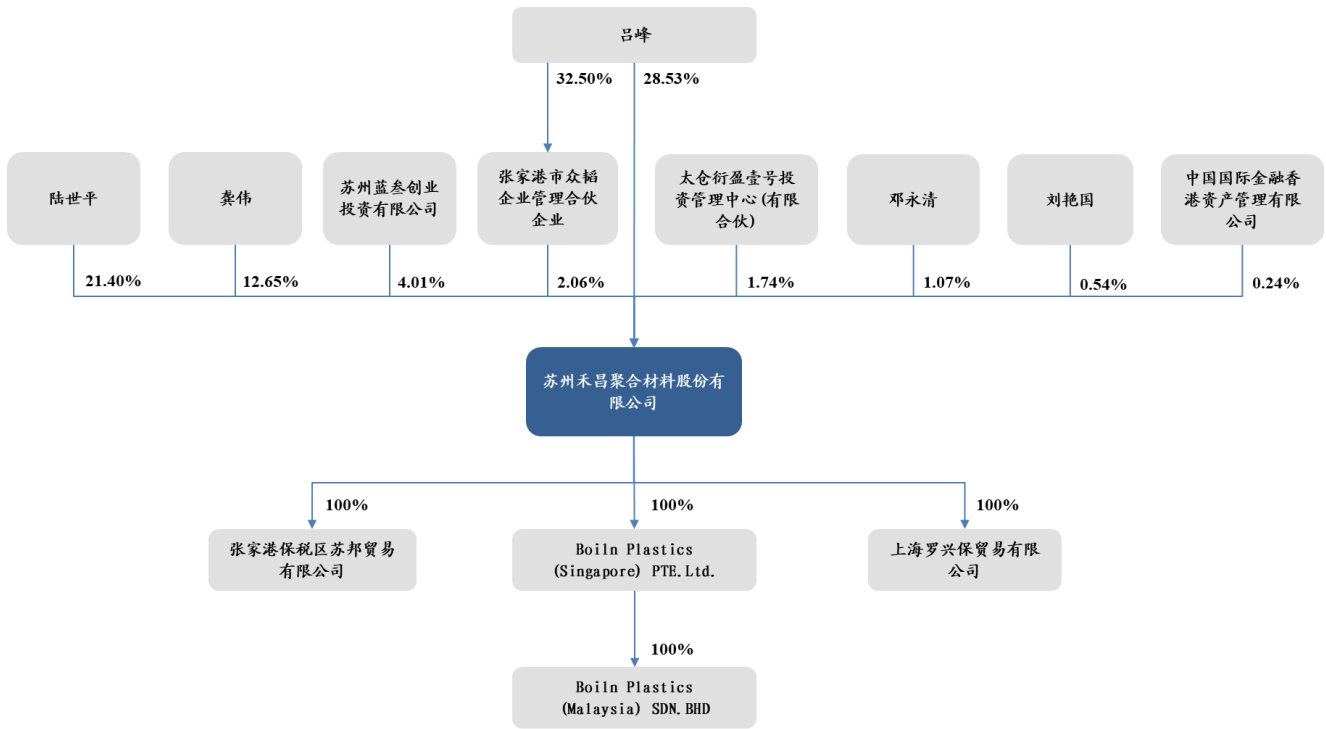 吕峰
32.50%
28.53%
陆世平
龚伟
苏州蓝叁创业
投资有限公司
张家港市众韬
企业管理合伙
企业
太仓衍盈壹号投
资管理中心(有限
合伙)
邓永清
刘艳国
中国国际金融香
港资产管理有限
公司
21.40%
12.65%
4.01%
2.06%
1.74%
1.07%
0.54%
0.24%
苏州禾昌聚合材料股份有
限公司
100%
100%
100%
张家港保税区苏邦贸易
有限公司
Boiln Plastics
(Singapore) PTE.Ltd.
上海罗兴保贸易有限
公司
100%
Boiln Plastics
(Malaysia) SDN.BHD